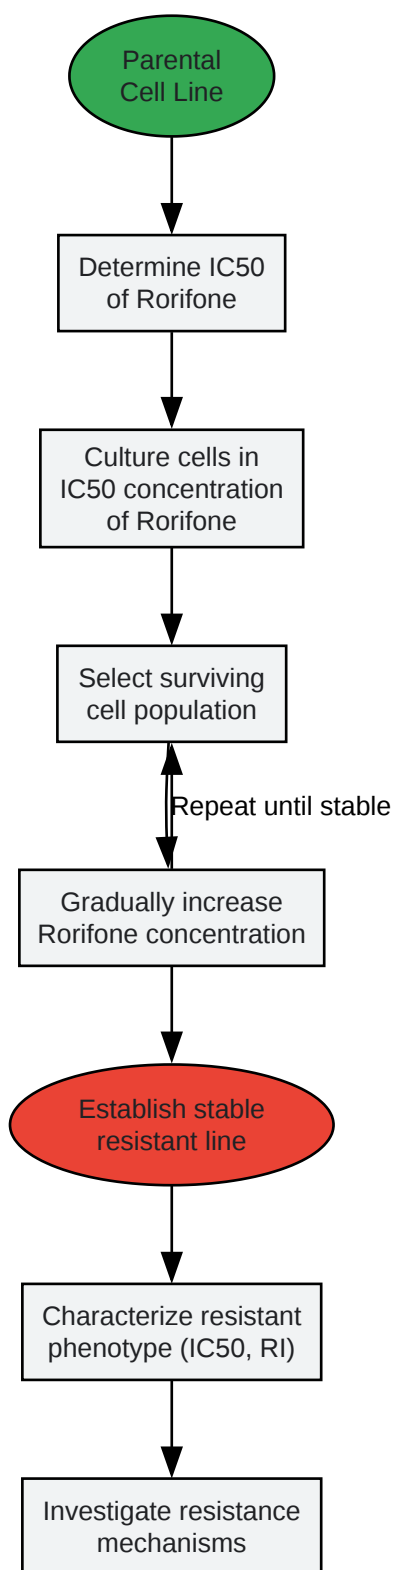 Parental
Cell Line
Determine IC50
of Rorifone
Culture cells in
IC50 concentration
of Rorifone
Select surviving
cell population
Repeat until stable
Gradually increase
Rorifone concentration
Establish stable
resistant line
Characterize resistant
phenotype (IC50, RI)
Investigate resistance
mechanisms